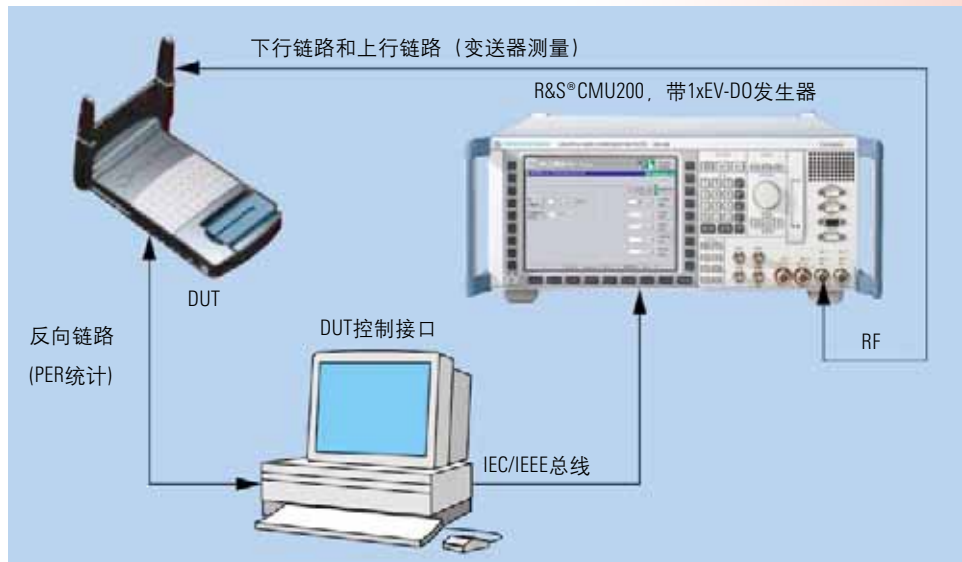 下行链路和上行链路（变送器测量）
R&S®CMU200，带1xEV-DO发生器
DUT
反向链路
(PER统计)
DUT控制接口
RF
IEC/IEEE总线